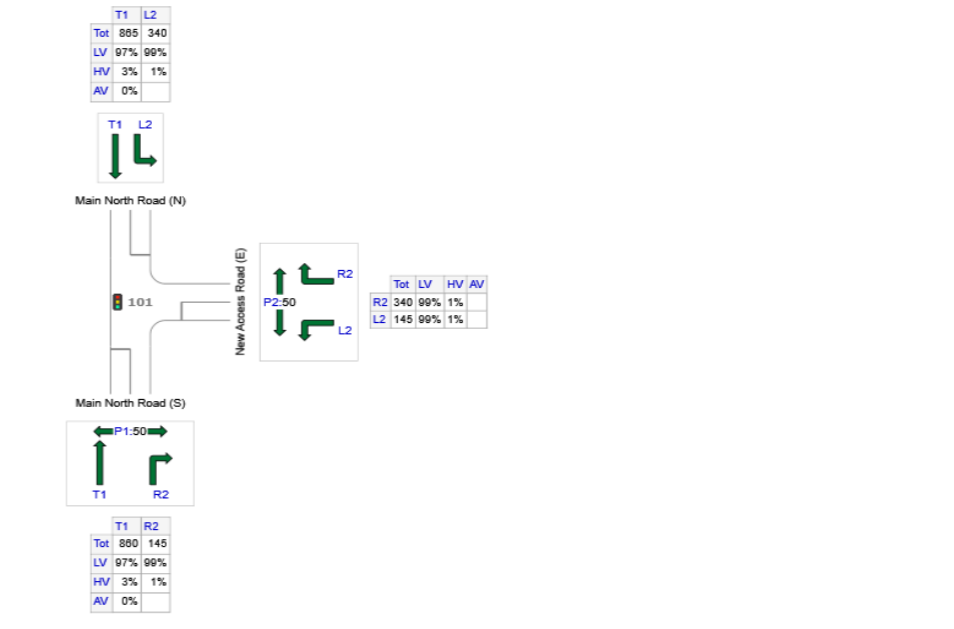 T1 L2
Tot 865 340
LV 97% 99%
HV 3% 1%
AV 0%
T1 L2
Main North Road (N)
101
New Access Road (E)
R2
P2:50
L2
Tot LV HV AV
R2 340 99% 1%
L2 145 99% 1%
Main North Road (S)
P1:50
T1 R2
T1 R2
Tot 860 145
LV 97% 99%
HV 3% 1%
AV 0%